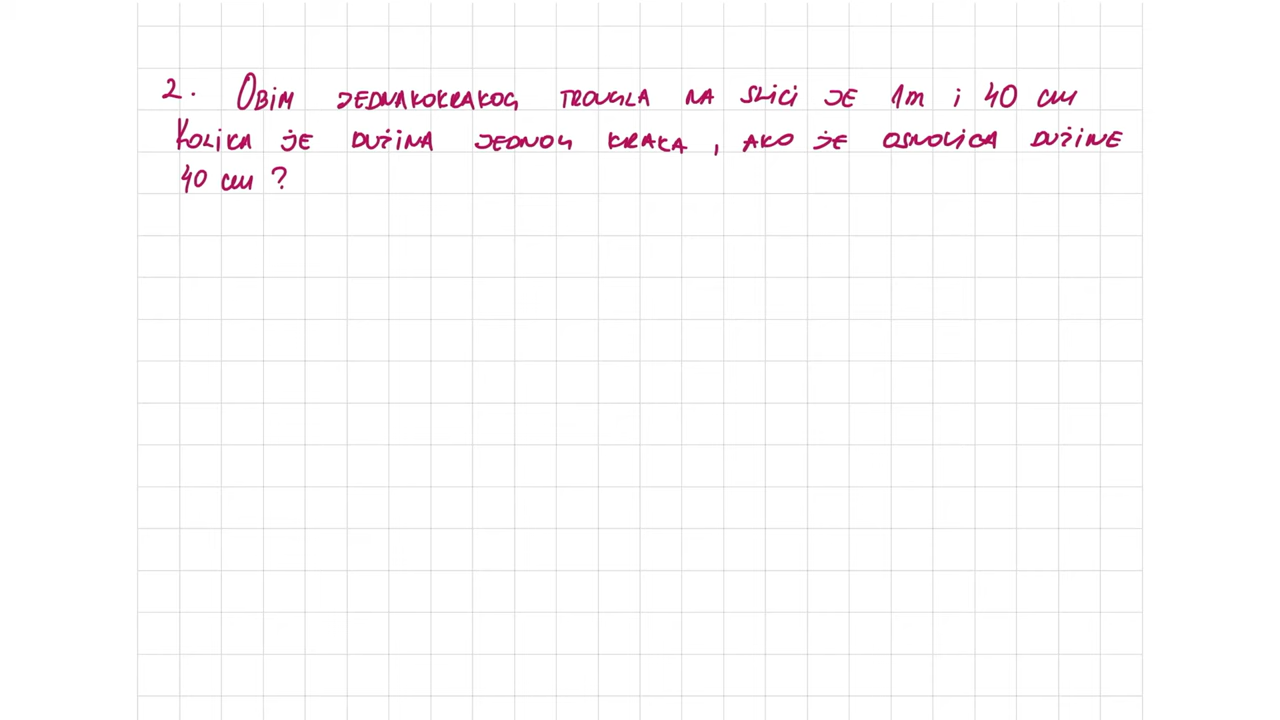 2. OBIM JEDNAKOKRAKOG TROUGLA NA SLICI JE 1m i 40 cm
KOLIKA JE DUŽINA JEDNOG KRAKA, AKO JE OSNOVICA DUŽINE
40 cm?